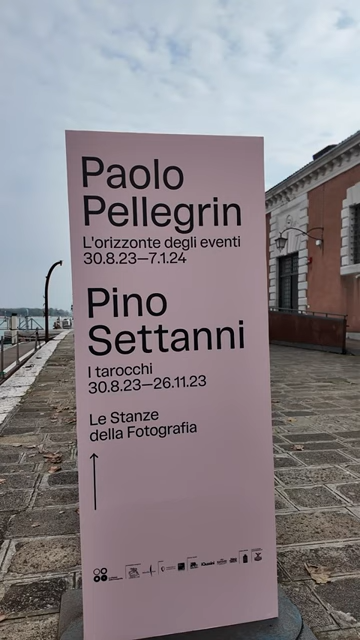 Paolo
Pellegrin
L'orizzonte degli eventi
30.8.23—7.1.24
Pino
Settanni
I tarocchi
30.8.23—26.11.23
Le Stanze
della Fotografia